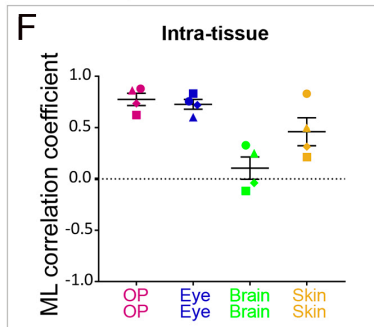 F
Intra-tissue
ML correlation coefficient
1.0
0.5
0.0
-0.5
-1.0
OP Eye Brain Skin
OP Eye Brain Skin